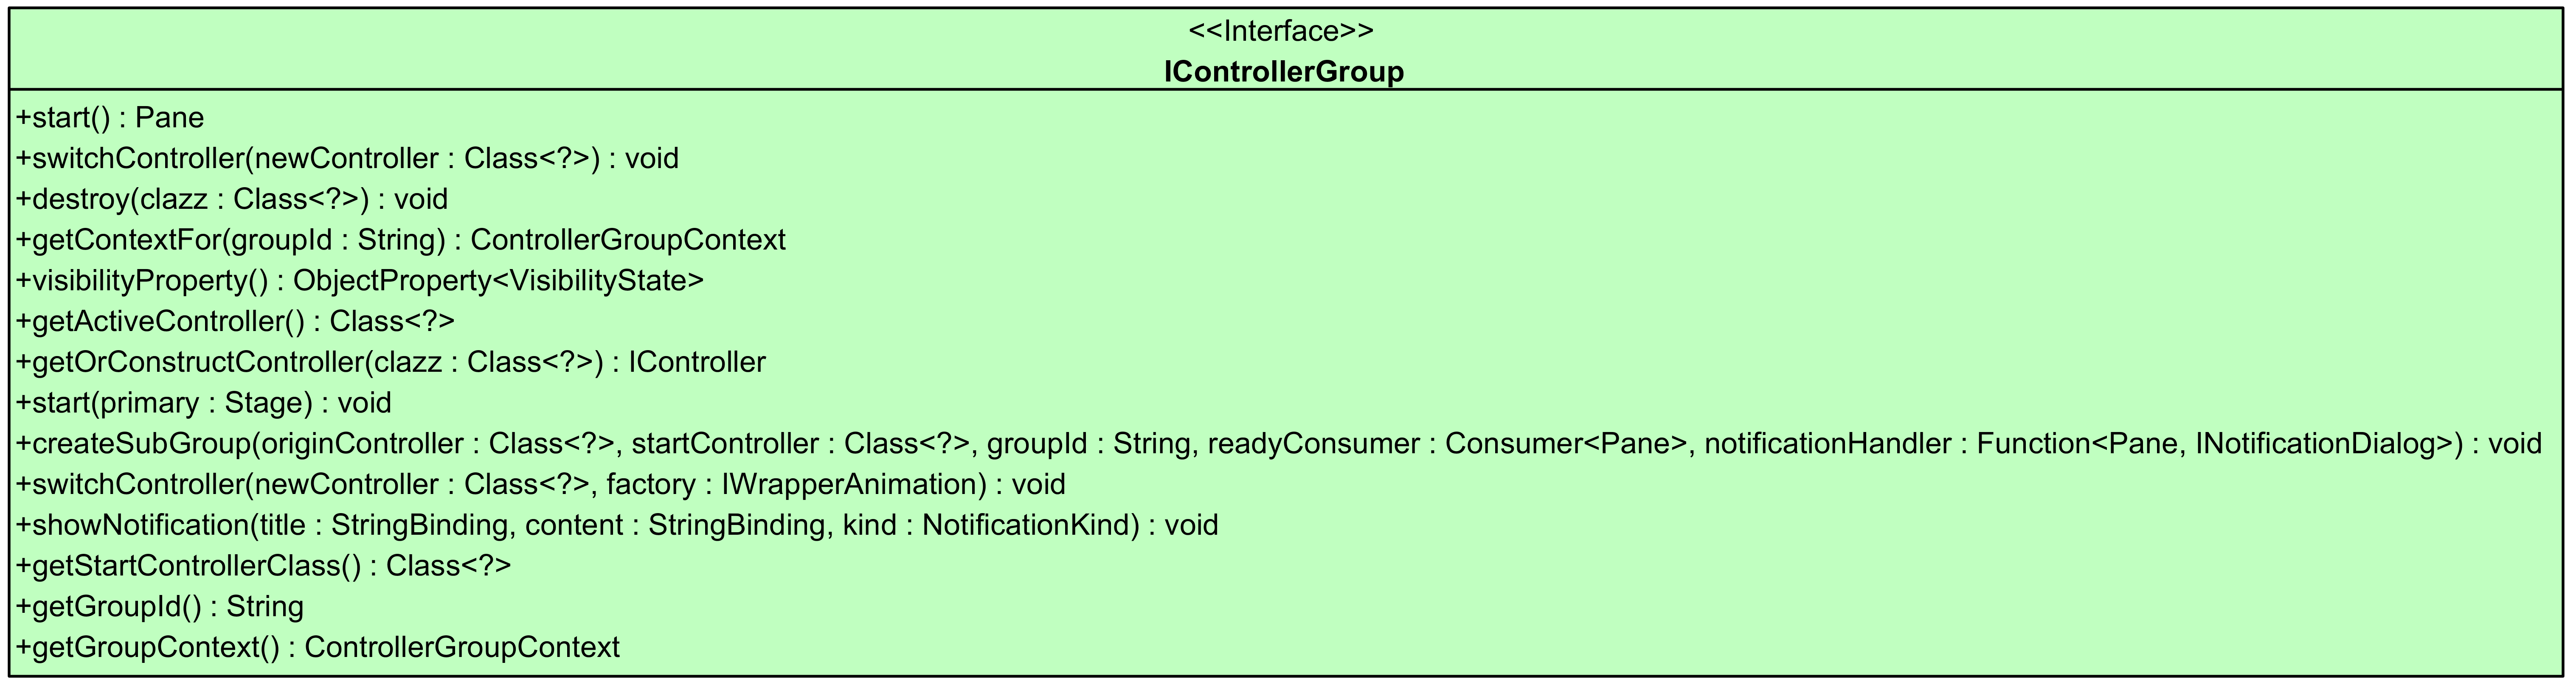 <<Interface>>
IControllerGroup
+start() : Pane
+switchController(newController : Class<?>) : void
+destroy(clazz : Class<?>) : void
+getContextFor(groupId : String) : ControllerGroupContext
+visibilityProperty() : ObjectProperty<VisibilityState>
+getActiveController() : Class<?>
+getOrConstructController(clazz : Class<?>) : IController
+start(primary : Stage) : void
+createSubGroup(originController : Class<?>, startController : Class<?>, groupId : String, readyConsumer : Consumer<Pane>, notificationHandler : Function<Pane, INotificationDialog>) : void
+switchController(newController : Class<?>, factory : IWrapperAnimation) : void
+showNotification(title : StringBinding, content : StringBinding, kind : NotificationKind) : void
+getStartControllerClass() : Class<?>
+getGroupId() : String
+getGroupContext() : ControllerGroupContext